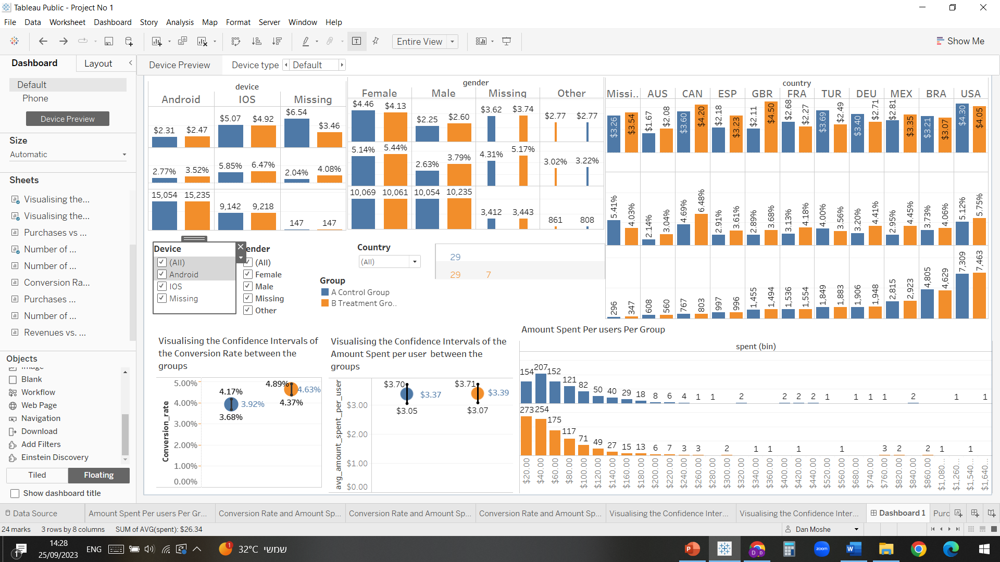 Tableau Public - Project No 1
File Data Worksheet Dashboard Story Analysis Map Format Server Window Help
Entire View
Show Me
Dashboard Layout
Device Preview Device type Default
Default
Phone
Device Preview
Size
Automatic
Sheets
Visualising the...
Visualising the...
Purchases vs ...
Number of ...
Number of ...
Conversion Ra...
Purchases ...
Number of ...
Revenues vs. ...
Objects
Image
Blank
Workflow
Web Page
Navigation
Download
Add Filters
Einstein Discovery
Tiled Floating
Show dashboard title
device
Android IOS Missing
$2.31 $2.47 $5.07 $4.92 $6.54 $3.46
2.77% 3.52% 5.85% 6.47% 2.04% 4.08%
15,054 15,235 9,142 9,218 147 147
gender
Female Male Missing Other
$4.46 $4.13 $2.25 $2.60 $3.62 $3.74 $2.77 $2.77
5.14% 5.44% 2.63% 3.79% 4.31% 5.17% 3.02% 3.22%
10,069 10,061 10,054 10,235 3,412 3,443 861 808
country
Missi.. AUS CAN ESP GBR FRA TUR DEU MEX BRA USA
$3.26 $3.54 $1.67 $2.08 $3.60 $4.20 $2.18 $3.23 $2.11 $4.50 $2.68 $2.27 $3.69 $2.49 $3.40 $2.71 $2.81 $3.35 $3.21 $3.07 $4.30 $4.05
5.41% 4.03% 2.14% 3.04% 4.69% 6.48% 2.91% 3.61% 2.89% 3.68% 3.13% 4.18% 4.00% 3.56% 3.20% 4.41% 2.95% 4.45% 3.73% 4.06% 5.12% 5.75%
296 347 608 560 767 803 997 996 1,455 1,494 1,536 1,554 1,849 1,883 1,906 1,948 2,815 2,923 4,805 4,629 7,309 7,463
Device
(All)
Android
IOS
Missing
ender
(All)
Female
Male
Missing
Other
Country
(All)
Group
A Control Group
B Treatment Gro..
29
29 7
Visualising the Confidence Intervals of
the Conversion Rate between the
groups
Conversion_rate
5.00%
4.00%
3.00%
2.00%
1.00%
0.00%
4.17%
3.92%
3.68%
4.89%
4.63%
4.37%
Visualising the Confidence Intervals of the
Amount Spent per user between the
groups
avg_amount_spent_per_user
$3.00
$2.00
$1.00
$0.00
$3.70
$3.37
$3.05
$3.71
$3.39
$3.07
Amount Spent Per users Per Group
spent (bin)
154 207 152 121 82 50 40 29 18 8 6 4 1 1 2 2 2 2 1 1 1 1 2 1 1
273 254 175 117 71 49 27 15 13 6 7 3 3 2 1 1 1 1 3 2 2 1 1
$20.00 $40.00 $60.00 $80.00 $100.00 $120.00 $140.00 $160.00 $180.00 $200.00 $220.00 $240.00 $260.00 $280.00 $300.00 $320.00 $340.00 $360.00 $400.00 $420.00 $440.00 $520.00 $560.00 $680.00 $740.00 $760.00 $820.00 $840.00 $860.00 $1,080... $1,260... $1,540... $1,640...
Data Source Amount Spent Per users Per Gr... Conversion Rate and Amount Sp... Conversion Rate and Amount Sp... Conversion Rate and Amount Sp... Visualising the Confidence Inter... Visualising the Confidence Inter... Dashboard 1 Purc
24 marks 3 rows by 8 columns SUM of AVG(spent): $26.34 Dan Moshe
1 14:28 ENG 1 32°C שמשי
25/09/2023
zoom